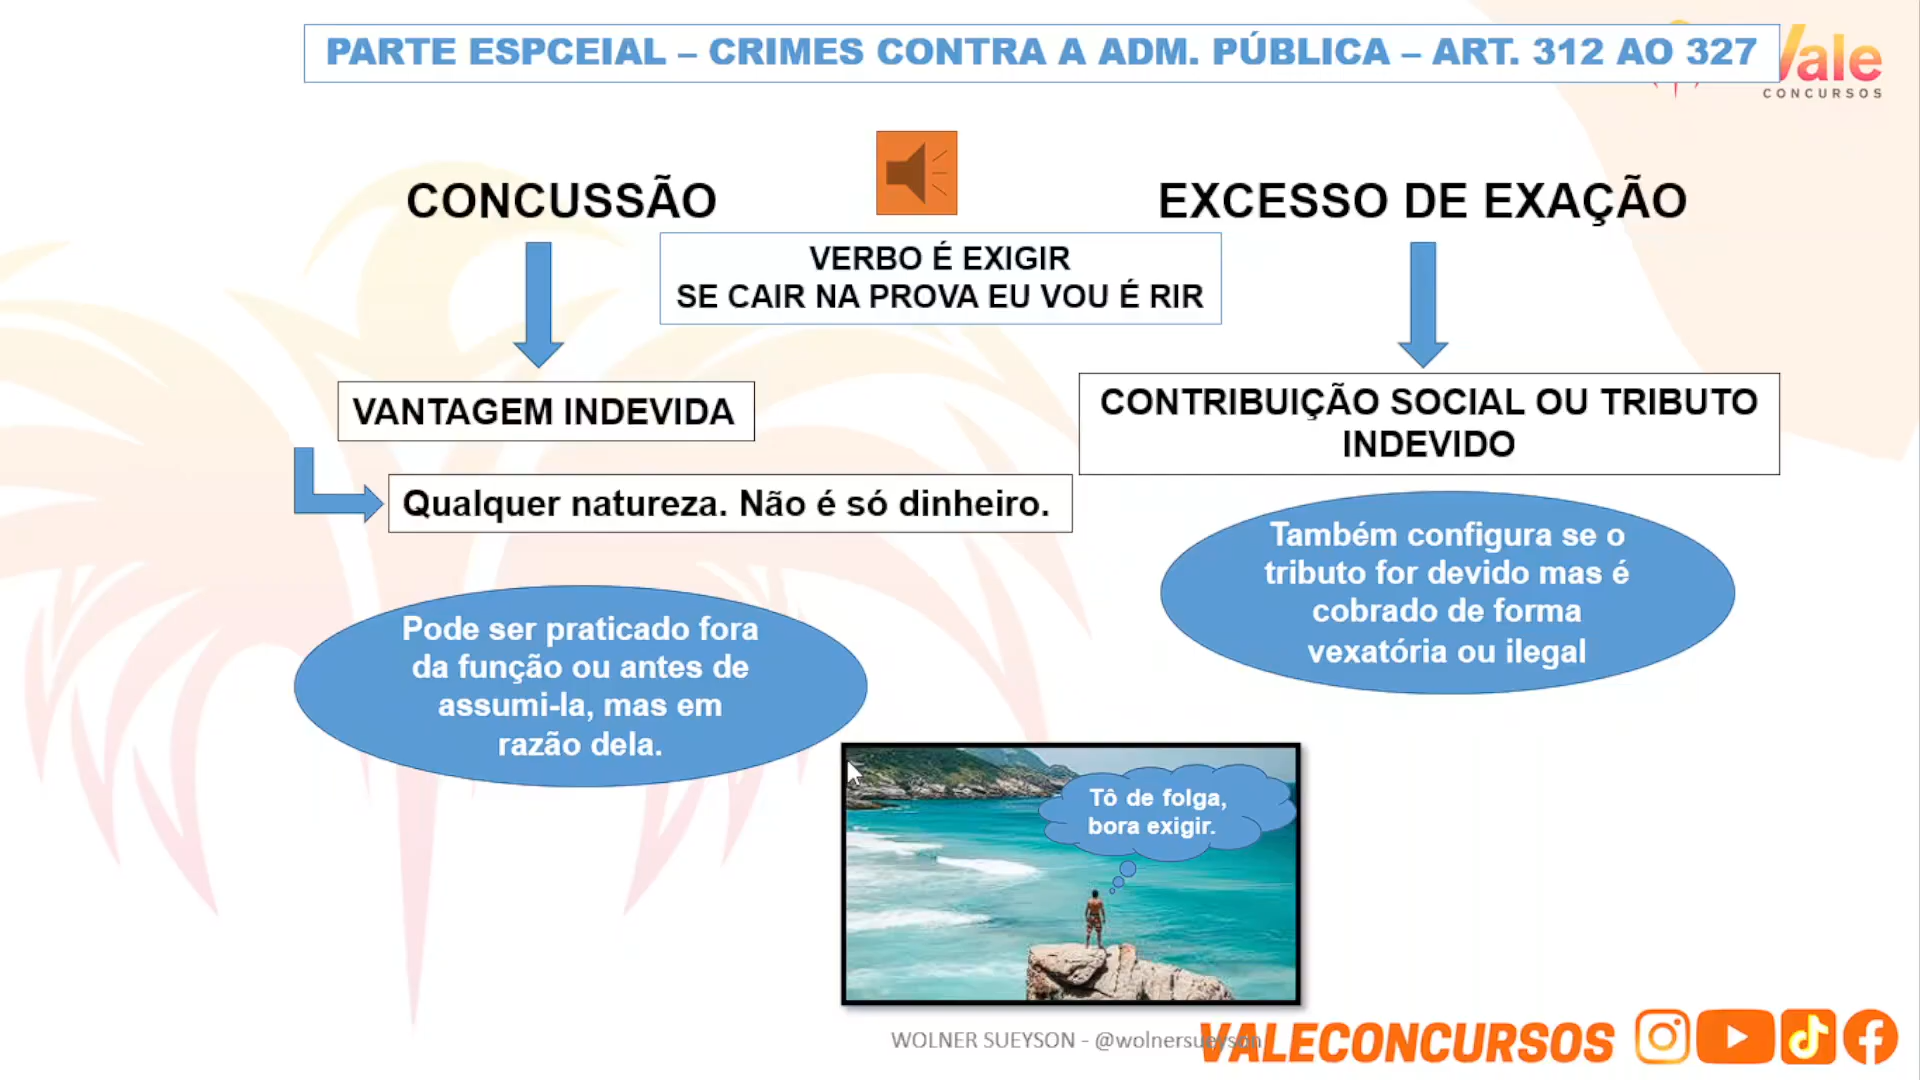 PARTE ESPCEIAL – CRIMES CONTRA A ADM. PÚBLICA – ART. 312 AO 327
Vale
CONCURSOS
CONCUSSÃO
EXCESSO DE EXAÇÃO
VERBO É EXIGIR
SE CAIR NA PROVA EU VOU É RIR
VANTAGEM INDEVIDA
CONTRIBUIÇÃO SOCIAL OU TRIBUTO
INDEVIDO
Qualquer natureza. Não é só dinheiro.
Também configura se o
tributo for devido mas é
cobrado de forma
vexatória ou ilegal
Pode ser praticado fora
da função ou antes de
assumi-la, mas em
razão dela.
Tô de folga,
bora exigir.
WOLNER SUEYSON - @wolnersueyson
VALECONCURSOS